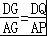 DG/AG = DQ/AP